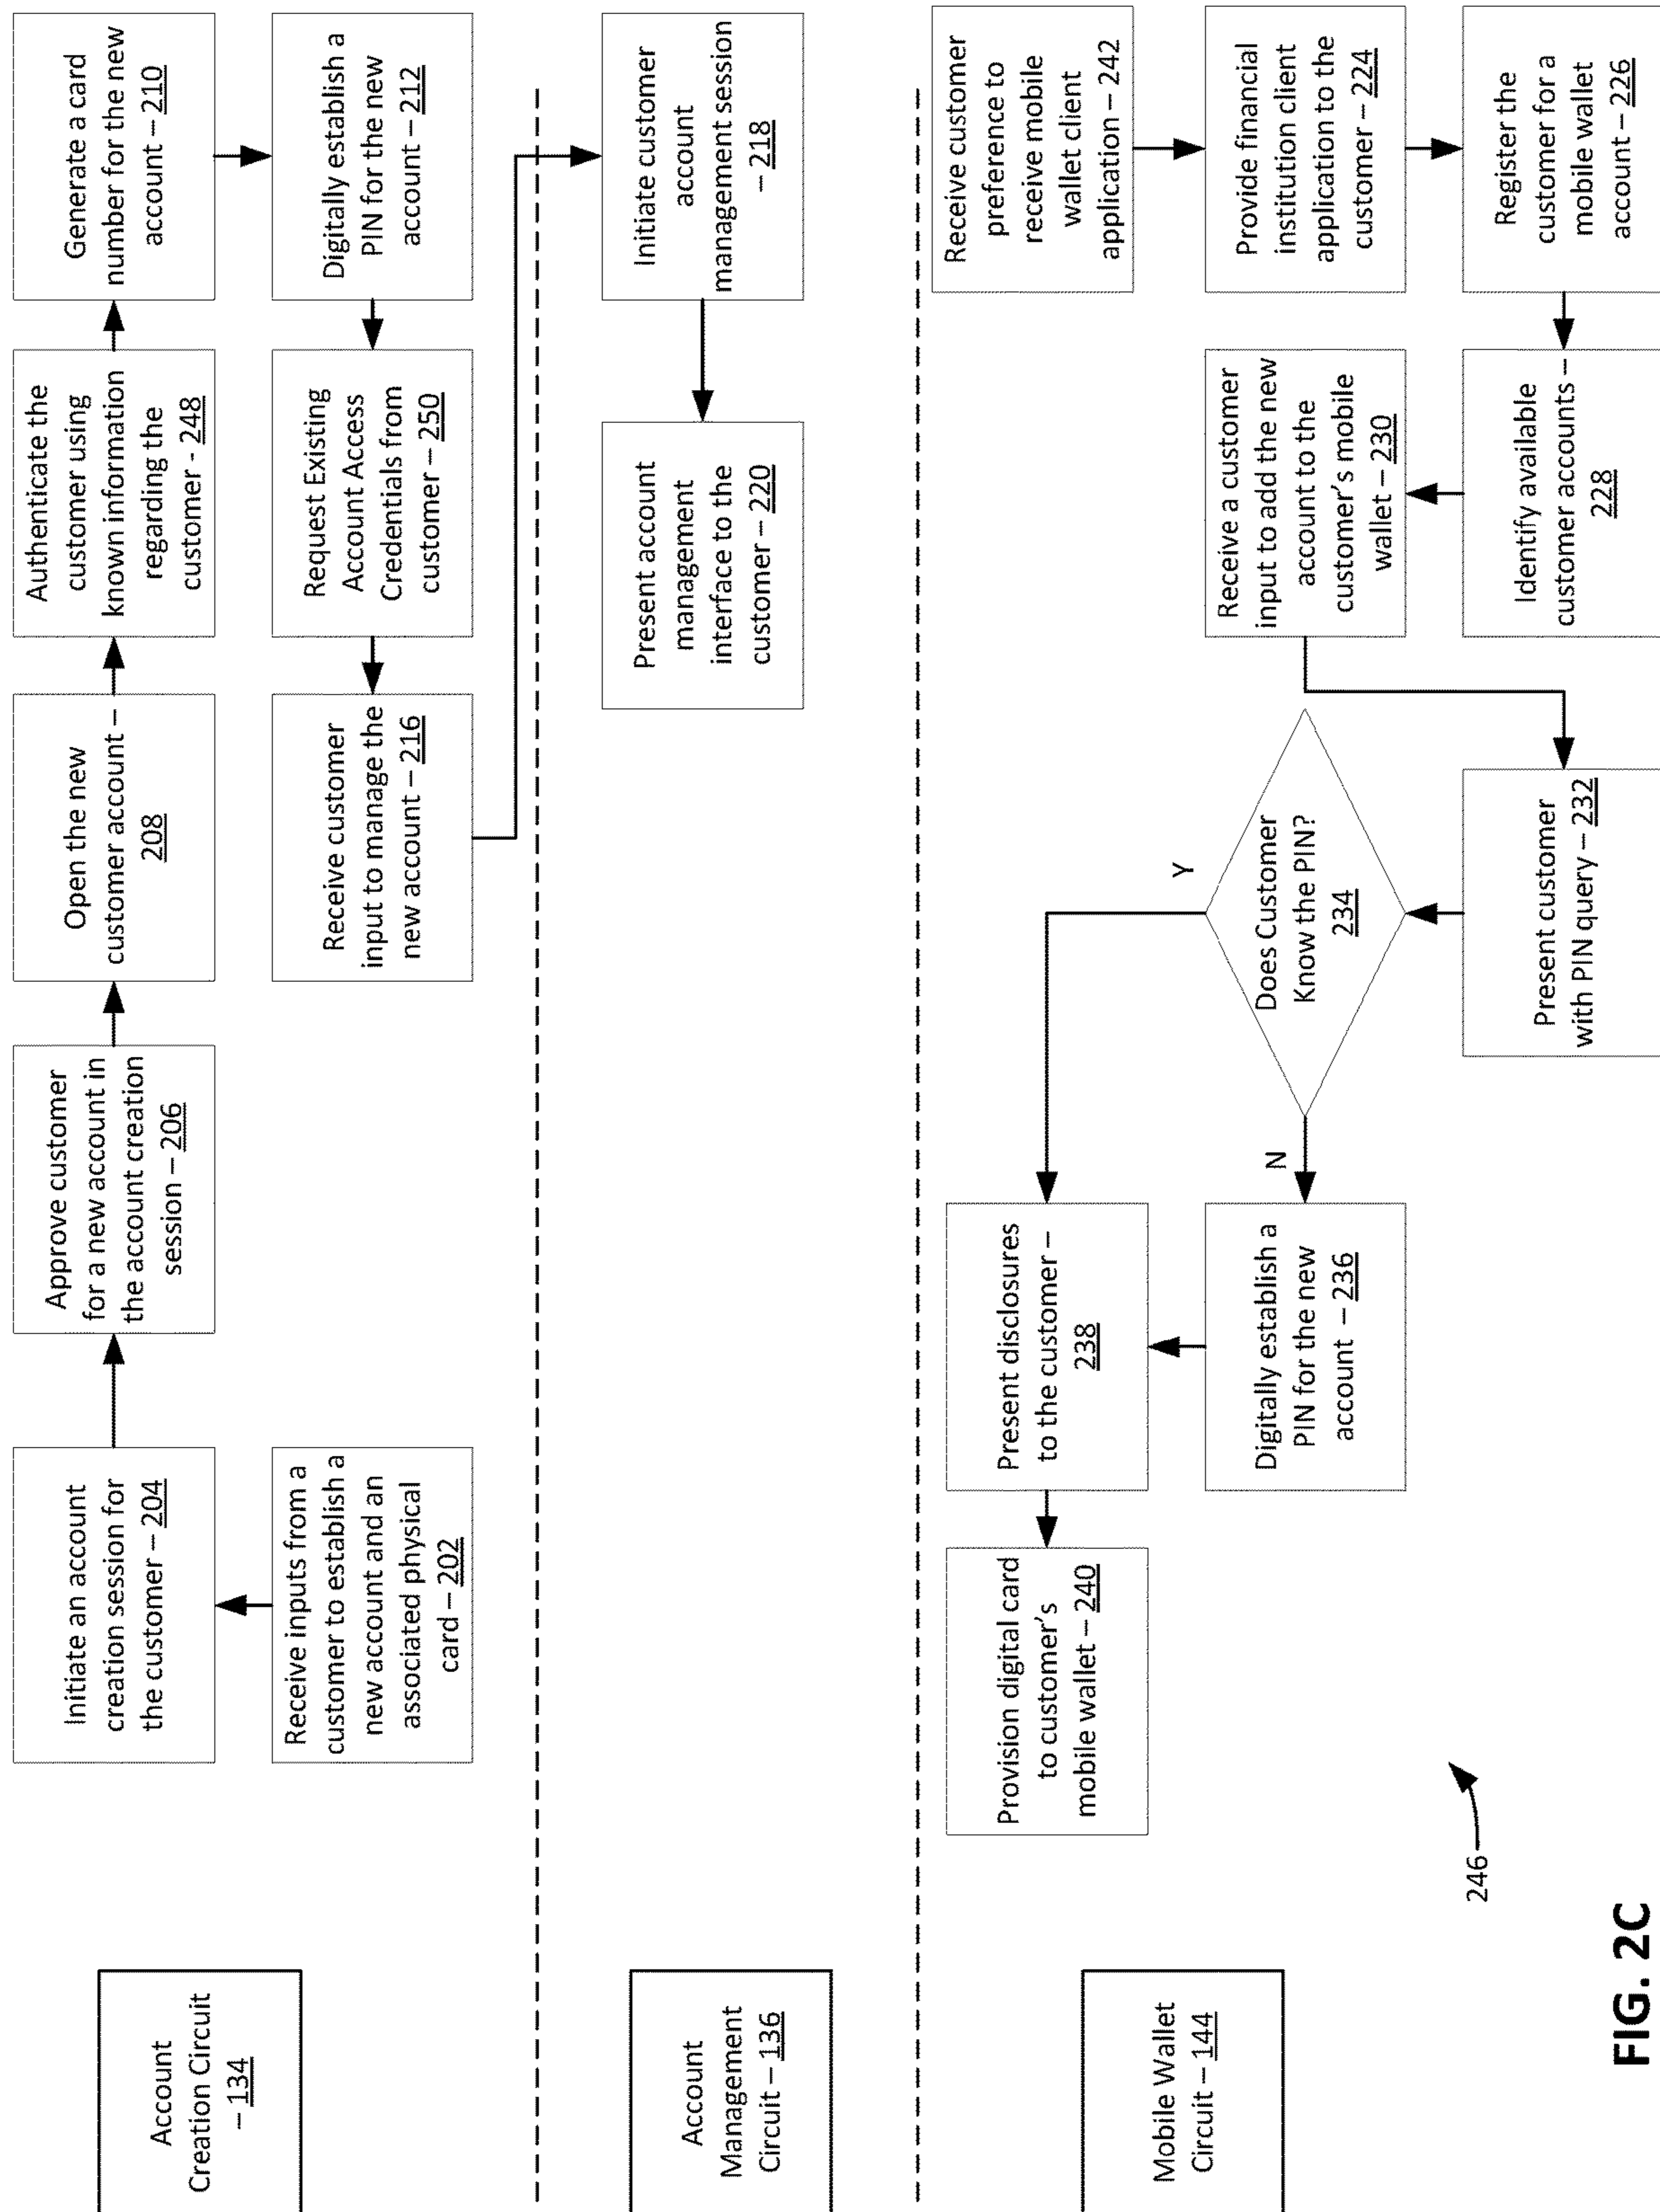 Account
Creation Circuit
– 134
Initiate an account
creation session for
the customer – 204
Approve customer
for a new account in
the account creation
session – 206
Open the new
customer account –
208
Authenticate the
customer using
known information
regarding the
customer - 248
Generate a card
number for the new
account – 210
Receive inputs from a
customer to establish a
new account and an
associated physical
card – 202
Receive customer
input to manage the
new account – 216
Request Existing
Account Access
Credentials from
customer – 250
Digitally establish a
PIN for the new
account – 212
Account
Management
Circuit – 136
Present account
management
interface to the
customer – 220
Initiate customer
account
management session
– 218
Mobile Wallet
Circuit – 144
Provision digital card
to customer's
mobile wallet – 240
Present disclosures
to the customer –
238
Y
Receive customer
preference to
receive mobile
wallet client
application – 242
N
Digitally establish a
PIN for the new
account – 236
Does Customer
Know the PIN?
234
Receive a customer
input to add the new
account to the
customer's mobile
wallet – 230
Provide financial
institution client
application to the
customer – 224
Present customer
with PIN query – 232
Identify available
customer accounts –
228
Register the
customer for a
mobile wallet
account – 226
246
FIG. 2C